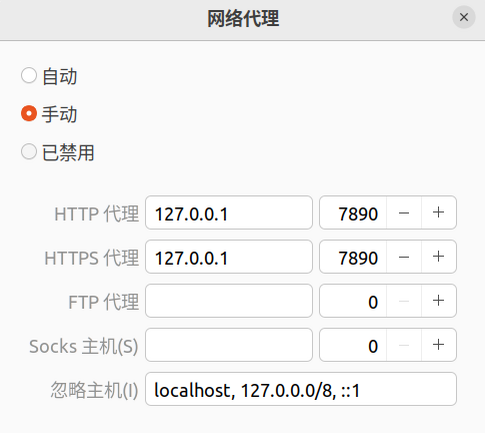 网络代理
自动
手动
已禁用
HTTP 代理 127.0.0.1 7890 − +
HTTPS 代理 127.0.0.1 7890 − +
FTP 代理 0 − +
Socks 主机(S) 0 − +
忽略主机(I) localhost, 127.0.0.0/8, ::1